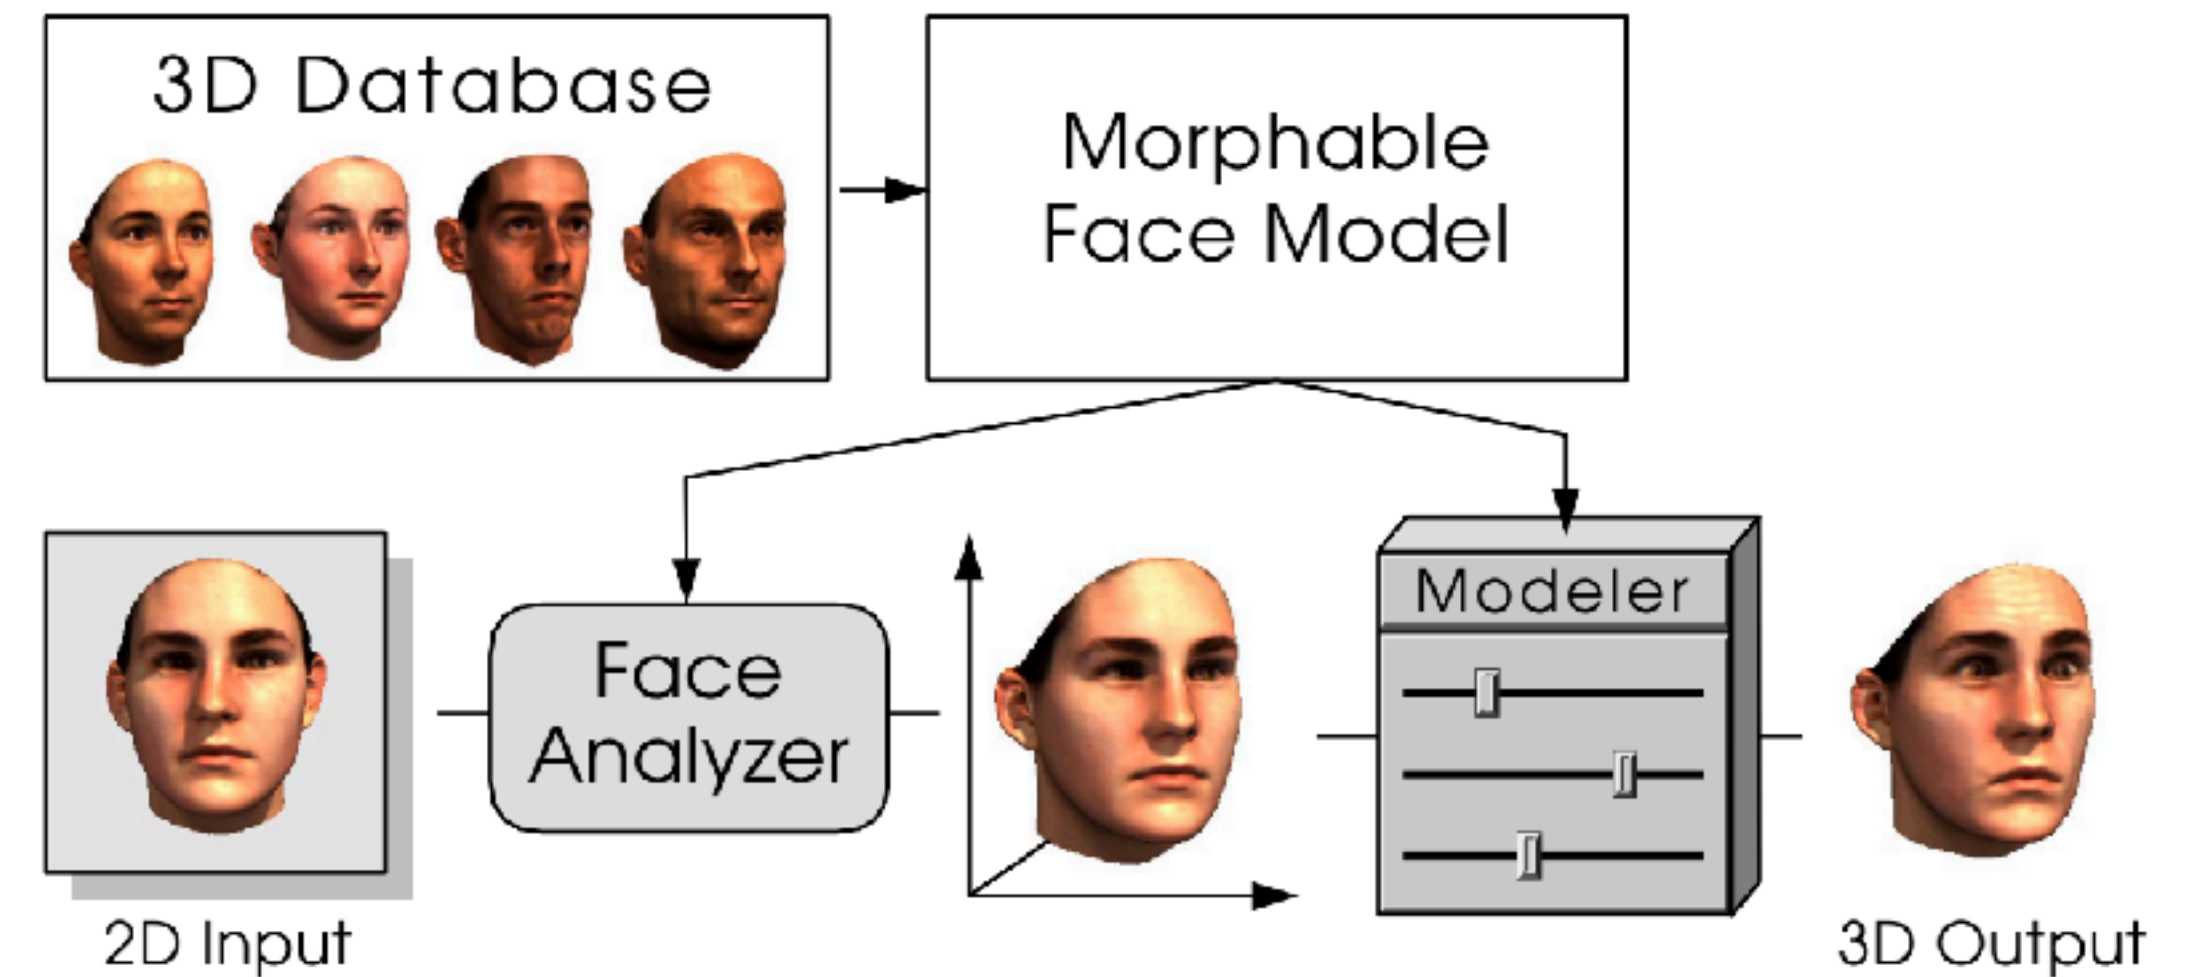 3D Database
Morphable
Face Model
Face
Analyzer
Modeler
2D Input
3D Output